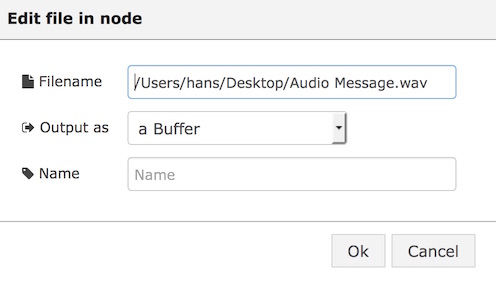 Edit file in node
Filename /Users/hans/Desktop/Audio Message.wav
Output as a Buffer
Name Name
Ok Cancel